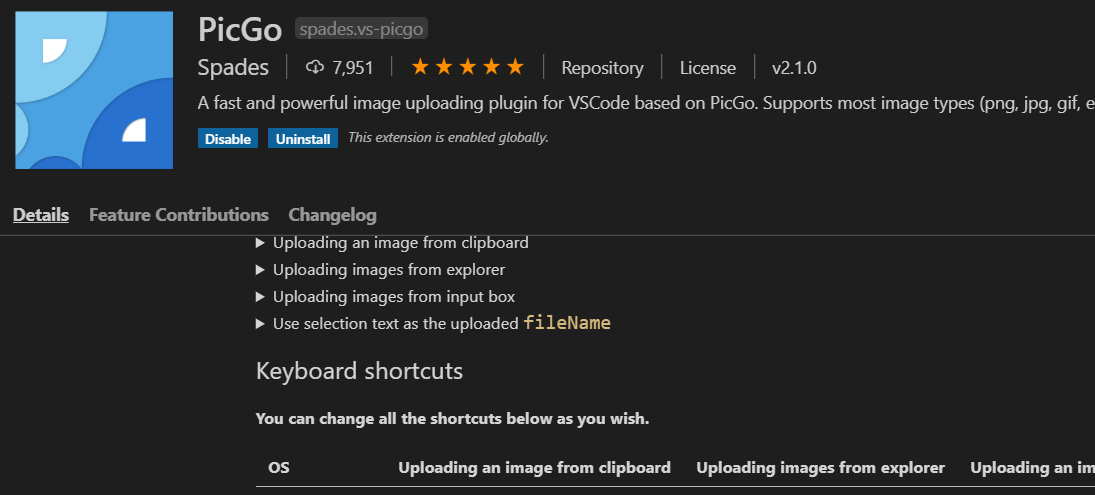 PicGo spades.vs-picgo
Spades 7,951 Repository License v2.1.0
A fast and powerful image uploading plugin for VSCode based on PicGo. Supports most image types (png, jpg, gif, e
Disable Uninstall This extension is enabled globally.
Details Feature Contributions Changelog
Uploading an image from clipboard
Uploading images from explorer
Uploading images from input box
Use selection text as the uploaded fileName
Keyboard shortcuts
You can change all the shortcuts below as you wish.
OS Uploading an image from clipboard Uploading images from explorer Uploading an im